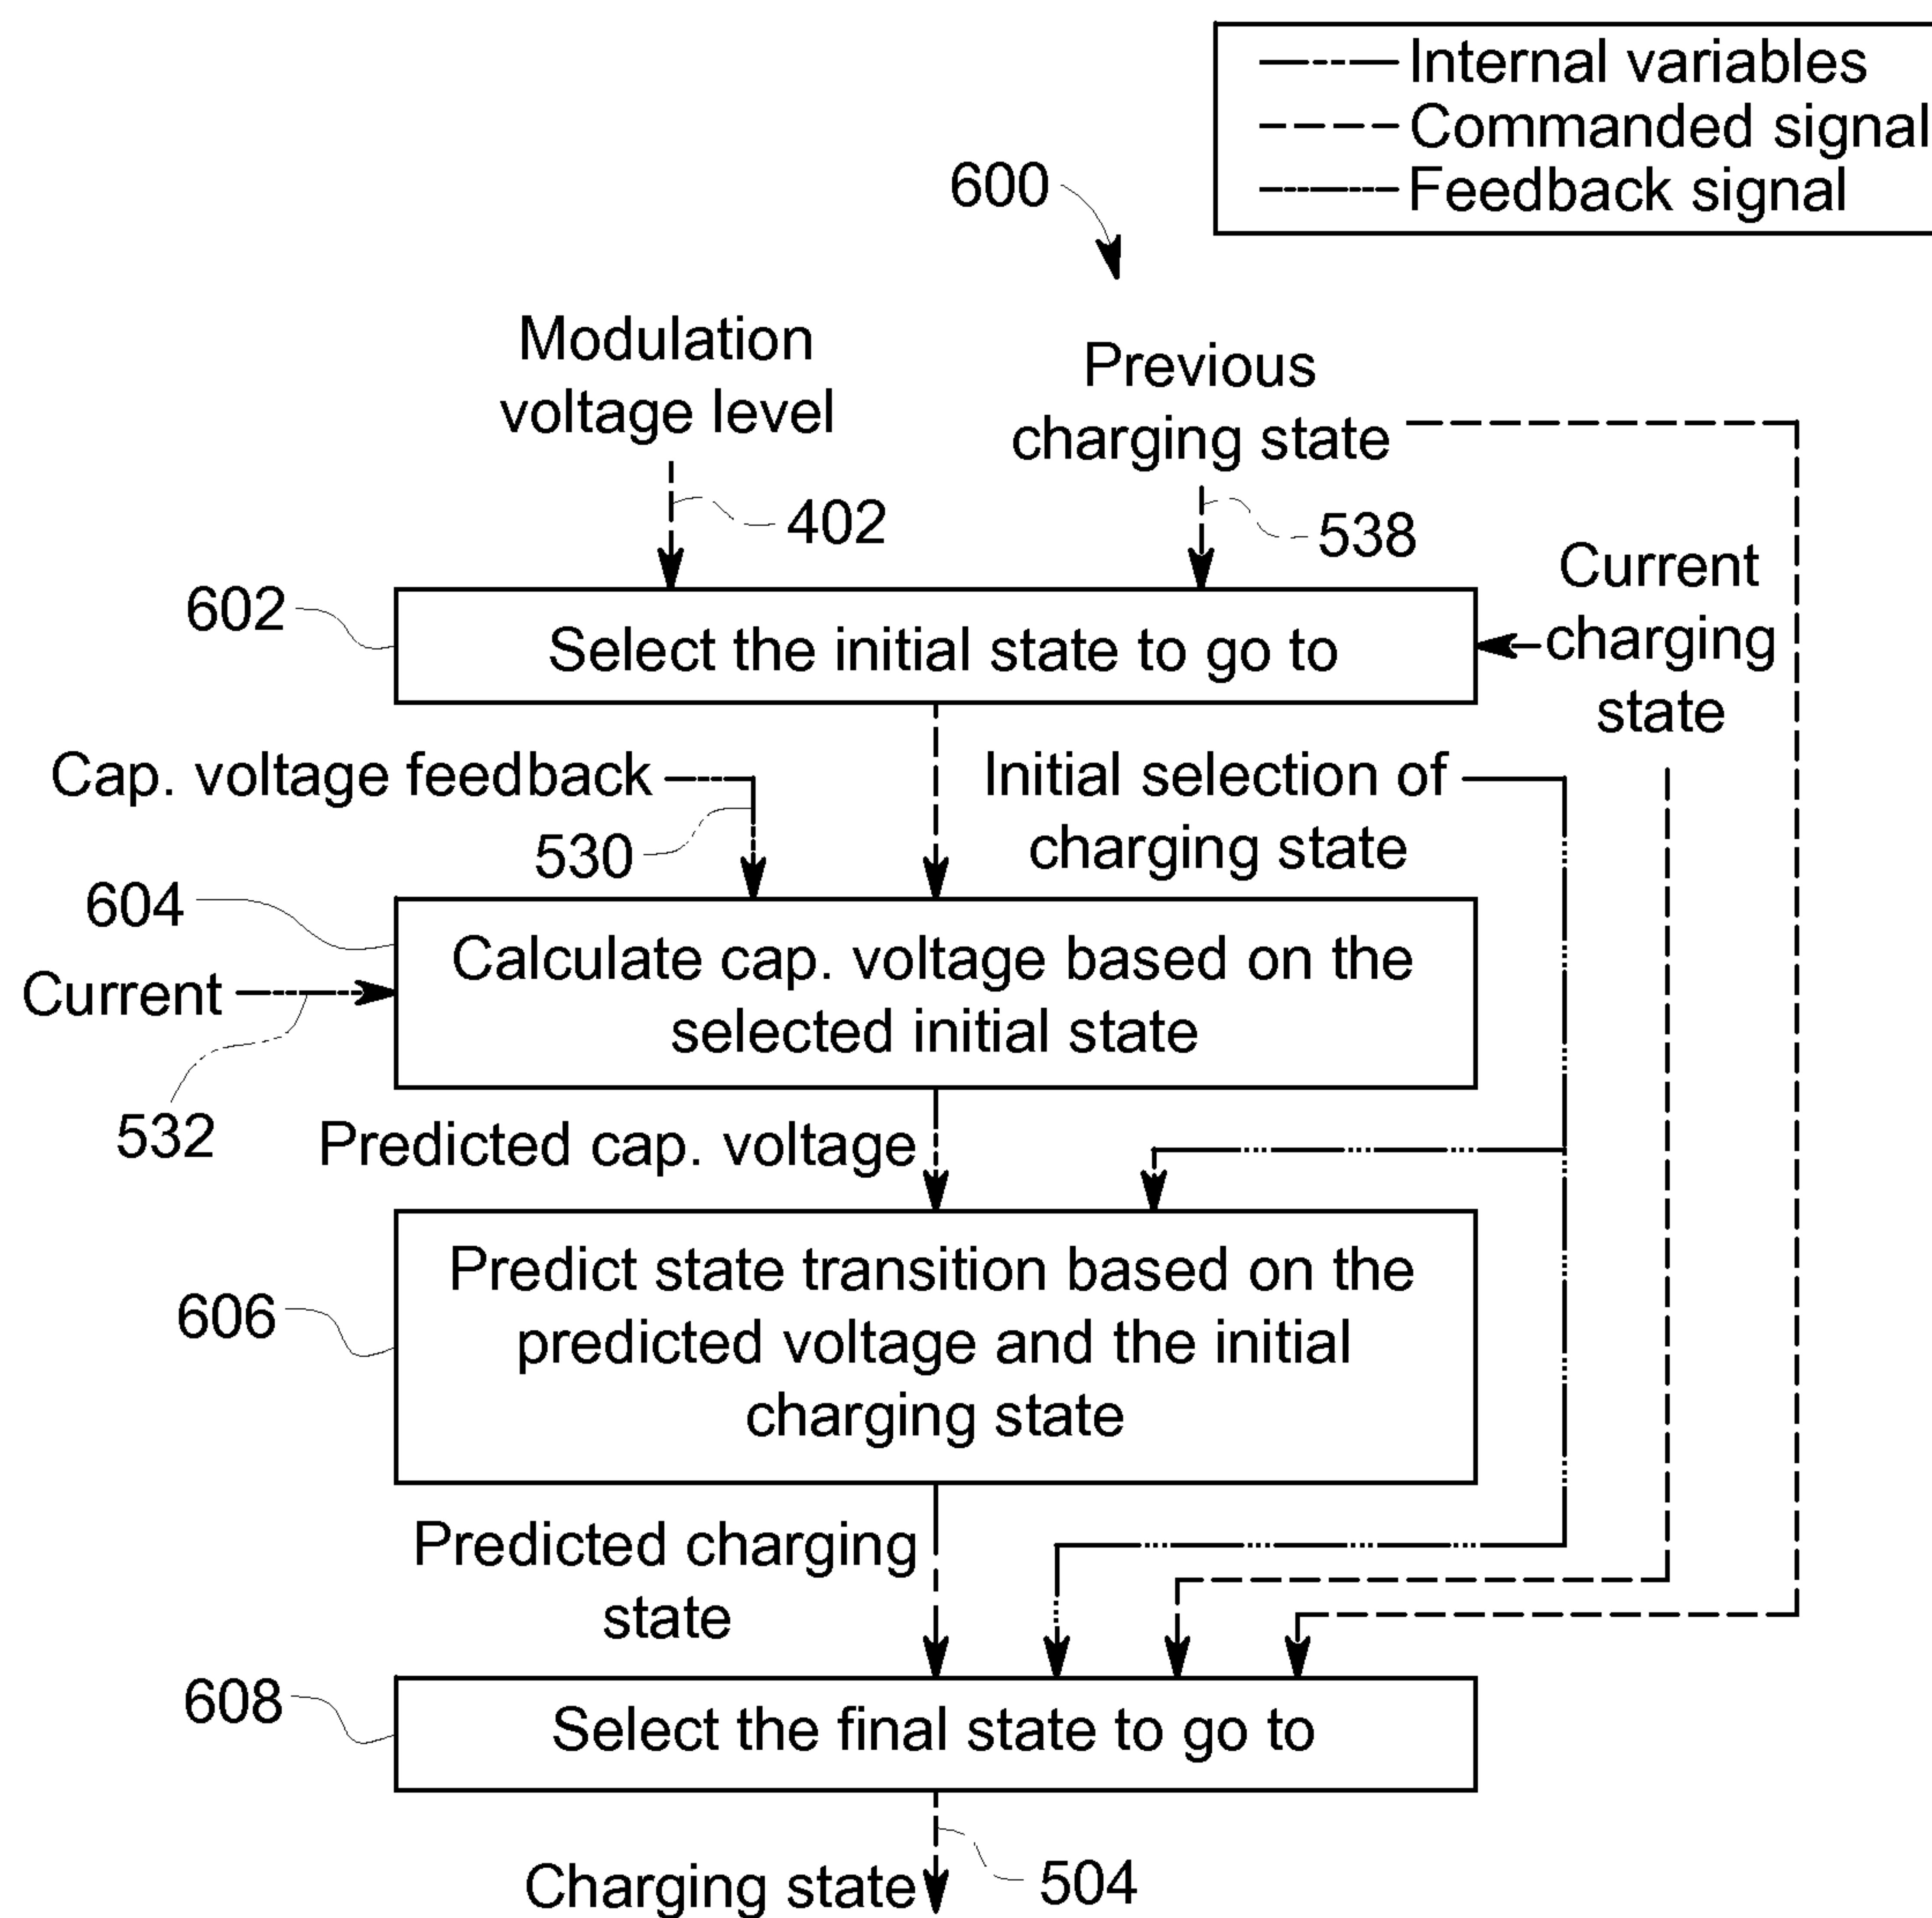 Internal variables
Commanded signal
Feedback signal
600
Modulation
voltage level
Previous
charging state
402
538
Current
charging
state
602
Select the initial state to go to
Cap. voltage feedback
530
Initial selection of
charging state
604
Calculate cap. voltage based on the
selected initial state
Current
532
Predicted cap. voltage
606
Predict state transition based on the
predicted voltage and the initial
charging state
Predicted charging
state
608
Select the final state to go to
Charging state
504